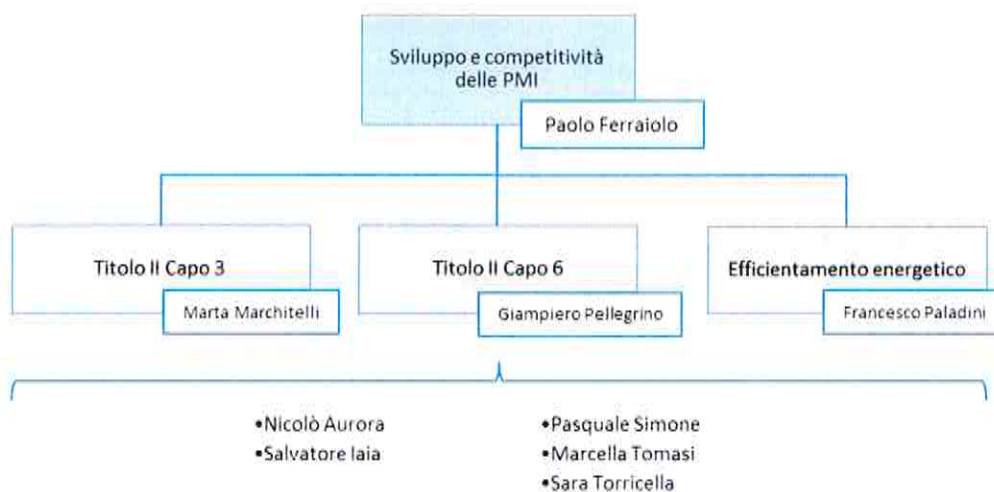 Sviluppo e competitività
delle PMI
Paolo Ferraiolo
Titolo II Capo 3
Marta Marchitelli
Titolo II Capo 6
Giampiero Pellegrino
Efficientamento energetico
Francesco Paladini
•Nicolò Aurora
•Salvatore Iaia
•Pasquale Simone
•Marcella Tomasi
•Sara Torricella